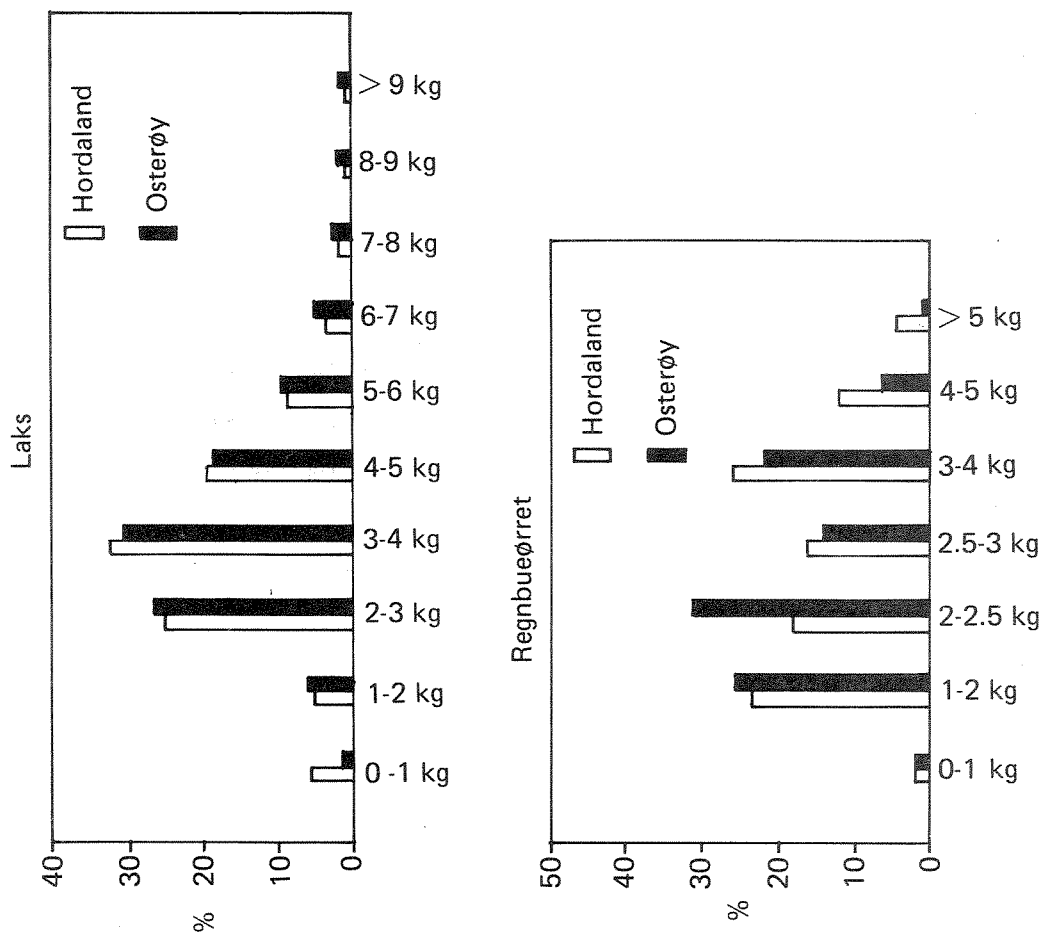 Laks
Hordaland
Osterøy
40
30
20
10
0
%
0 -1 kg
1-2 kg
2-3 kg
3-4 kg
4-5 kg
5-6 kg
6-7 kg
7-8 kg
8-9 kg
> 9 kg
Regnbueørret
Hordaland
Osterøy
50
40
30
20
10
0
%
0-1 kg
1-2 kg
2-2.5 kg
2.5-3 kg
3-4 kg
4-5 kg
> 5 kg